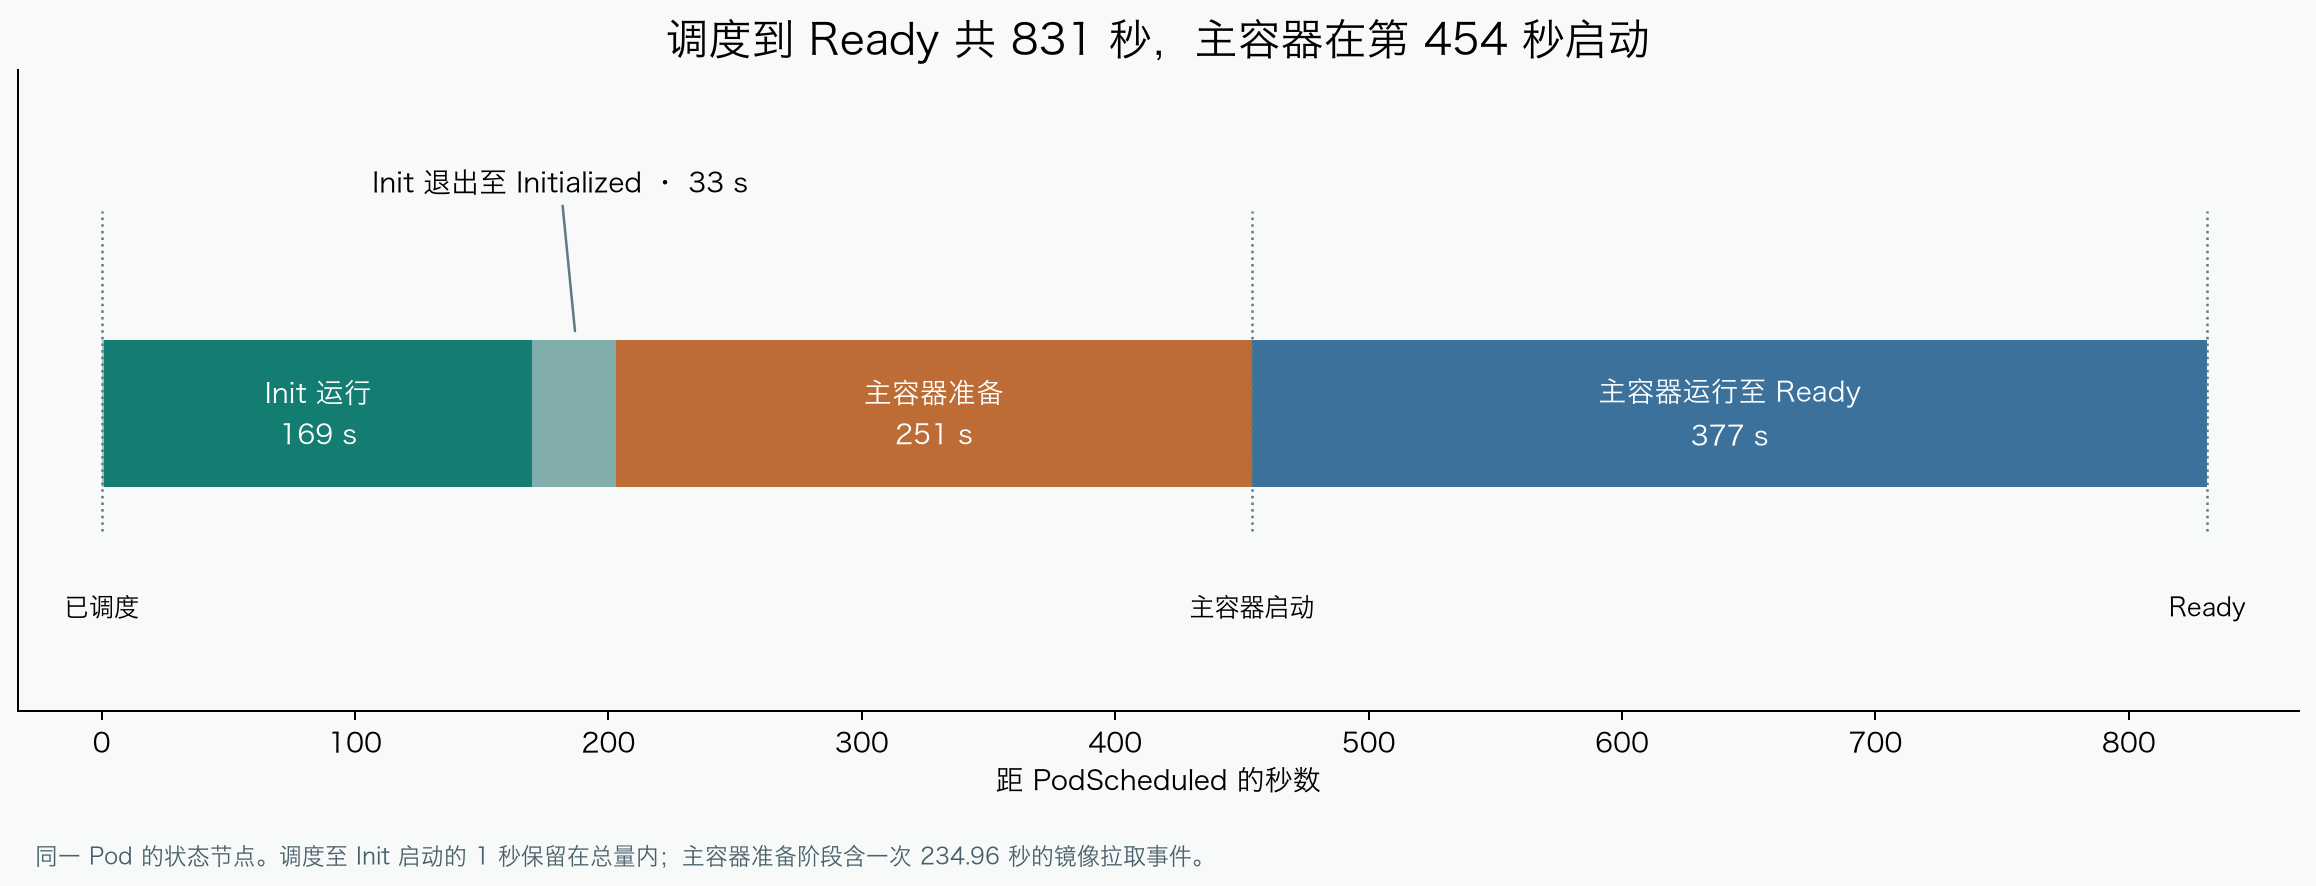 调度到 Ready 共 831 秒，主容器在第 454 秒启动
Init 退出至 Initialized · 33 s
Init 运行
169 s
主容器准备
251 s
主容器运行至 Ready
377 s
已调度
主容器启动
Ready
0 100 200 300 400 500 600 700 800
距 PodScheduled 的秒数
同一 Pod 的状态节点。调度至 Init 启动的 1 秒保留在总量内；主容器准备阶段含一次 234.96 秒的镜像拉取事件。